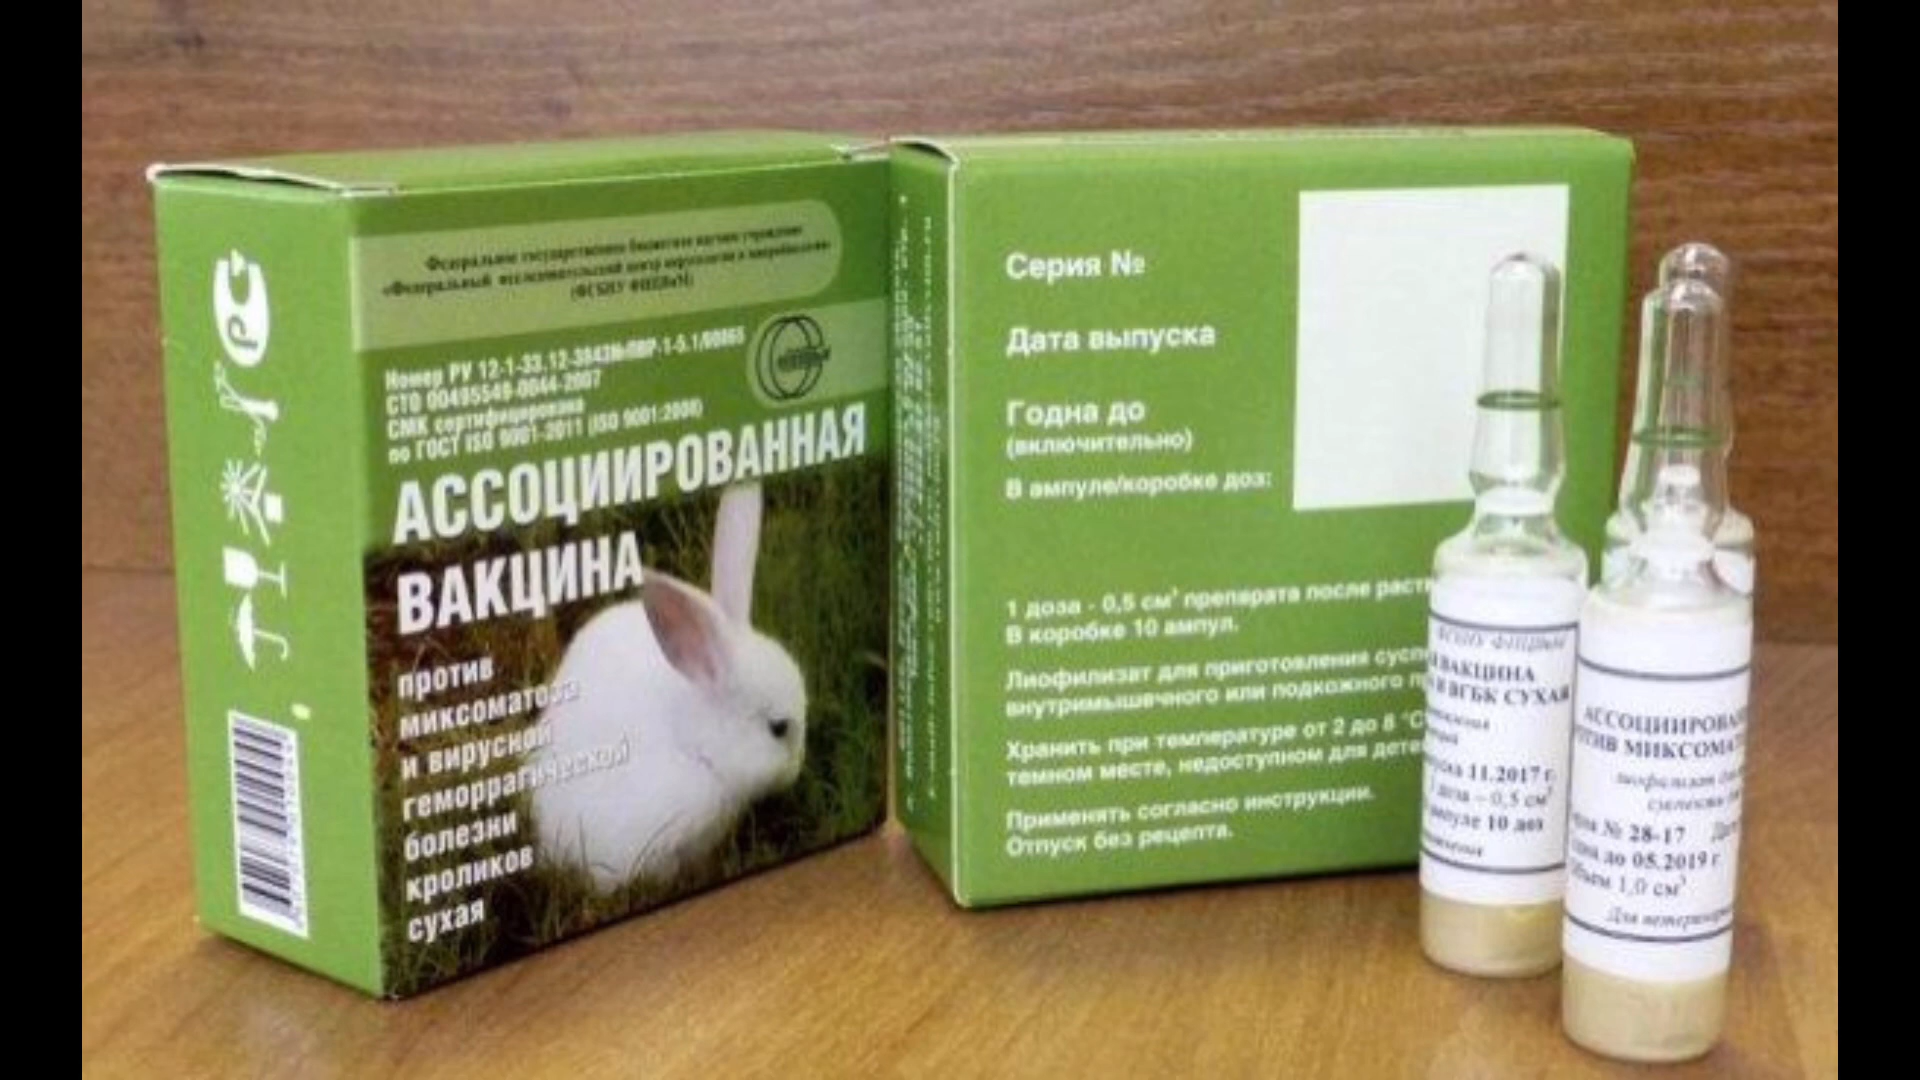 Федеральное государственное бюджетное научное учреждение
«Федеральный исследовательский центр вирусологии и микробиологии»
(ФГБНУ ФИЦВиМ)
Номер РУ 12-1-33.12-3843№ПВР-1-5.1/00865
СТО 00495549-0044-2007
СМК сертифицирована
по ГОСТ ISO 9001-2011 (ISO 9001:2008)
АССОЦИИРОВАННАЯ
ВАКЦИНА
против
миксоматоза
и вирусной
геморрагической
болезни
кроликов
сухая
РС
Серия №
Дата выпуска
Годна до
(включительно)
В ампуле/коробке доз:
1 доза - 0,5 см³ препарата после раств
В коробке 10 ампул.
Лиофилизат для приготовления сусп
внутримышечного или подкожного п
Хранить при температуре от 2 до 8 °С
темном месте, недоступном для дете
Применять согласно инструкции.
Отпуск без рецепта.
ФГБНУ ФИЦВиМ
ВАКЦИНА
И ВГБК СУХАЯ
11.2017 г.
доза – 0,5 см³
ампуле 10 доз
АССОЦИИРОВАН
ТИВ МИКСОМА
№ 28-17
до 05.2019 г.
Объем 1,0 см³
Для ветеринар